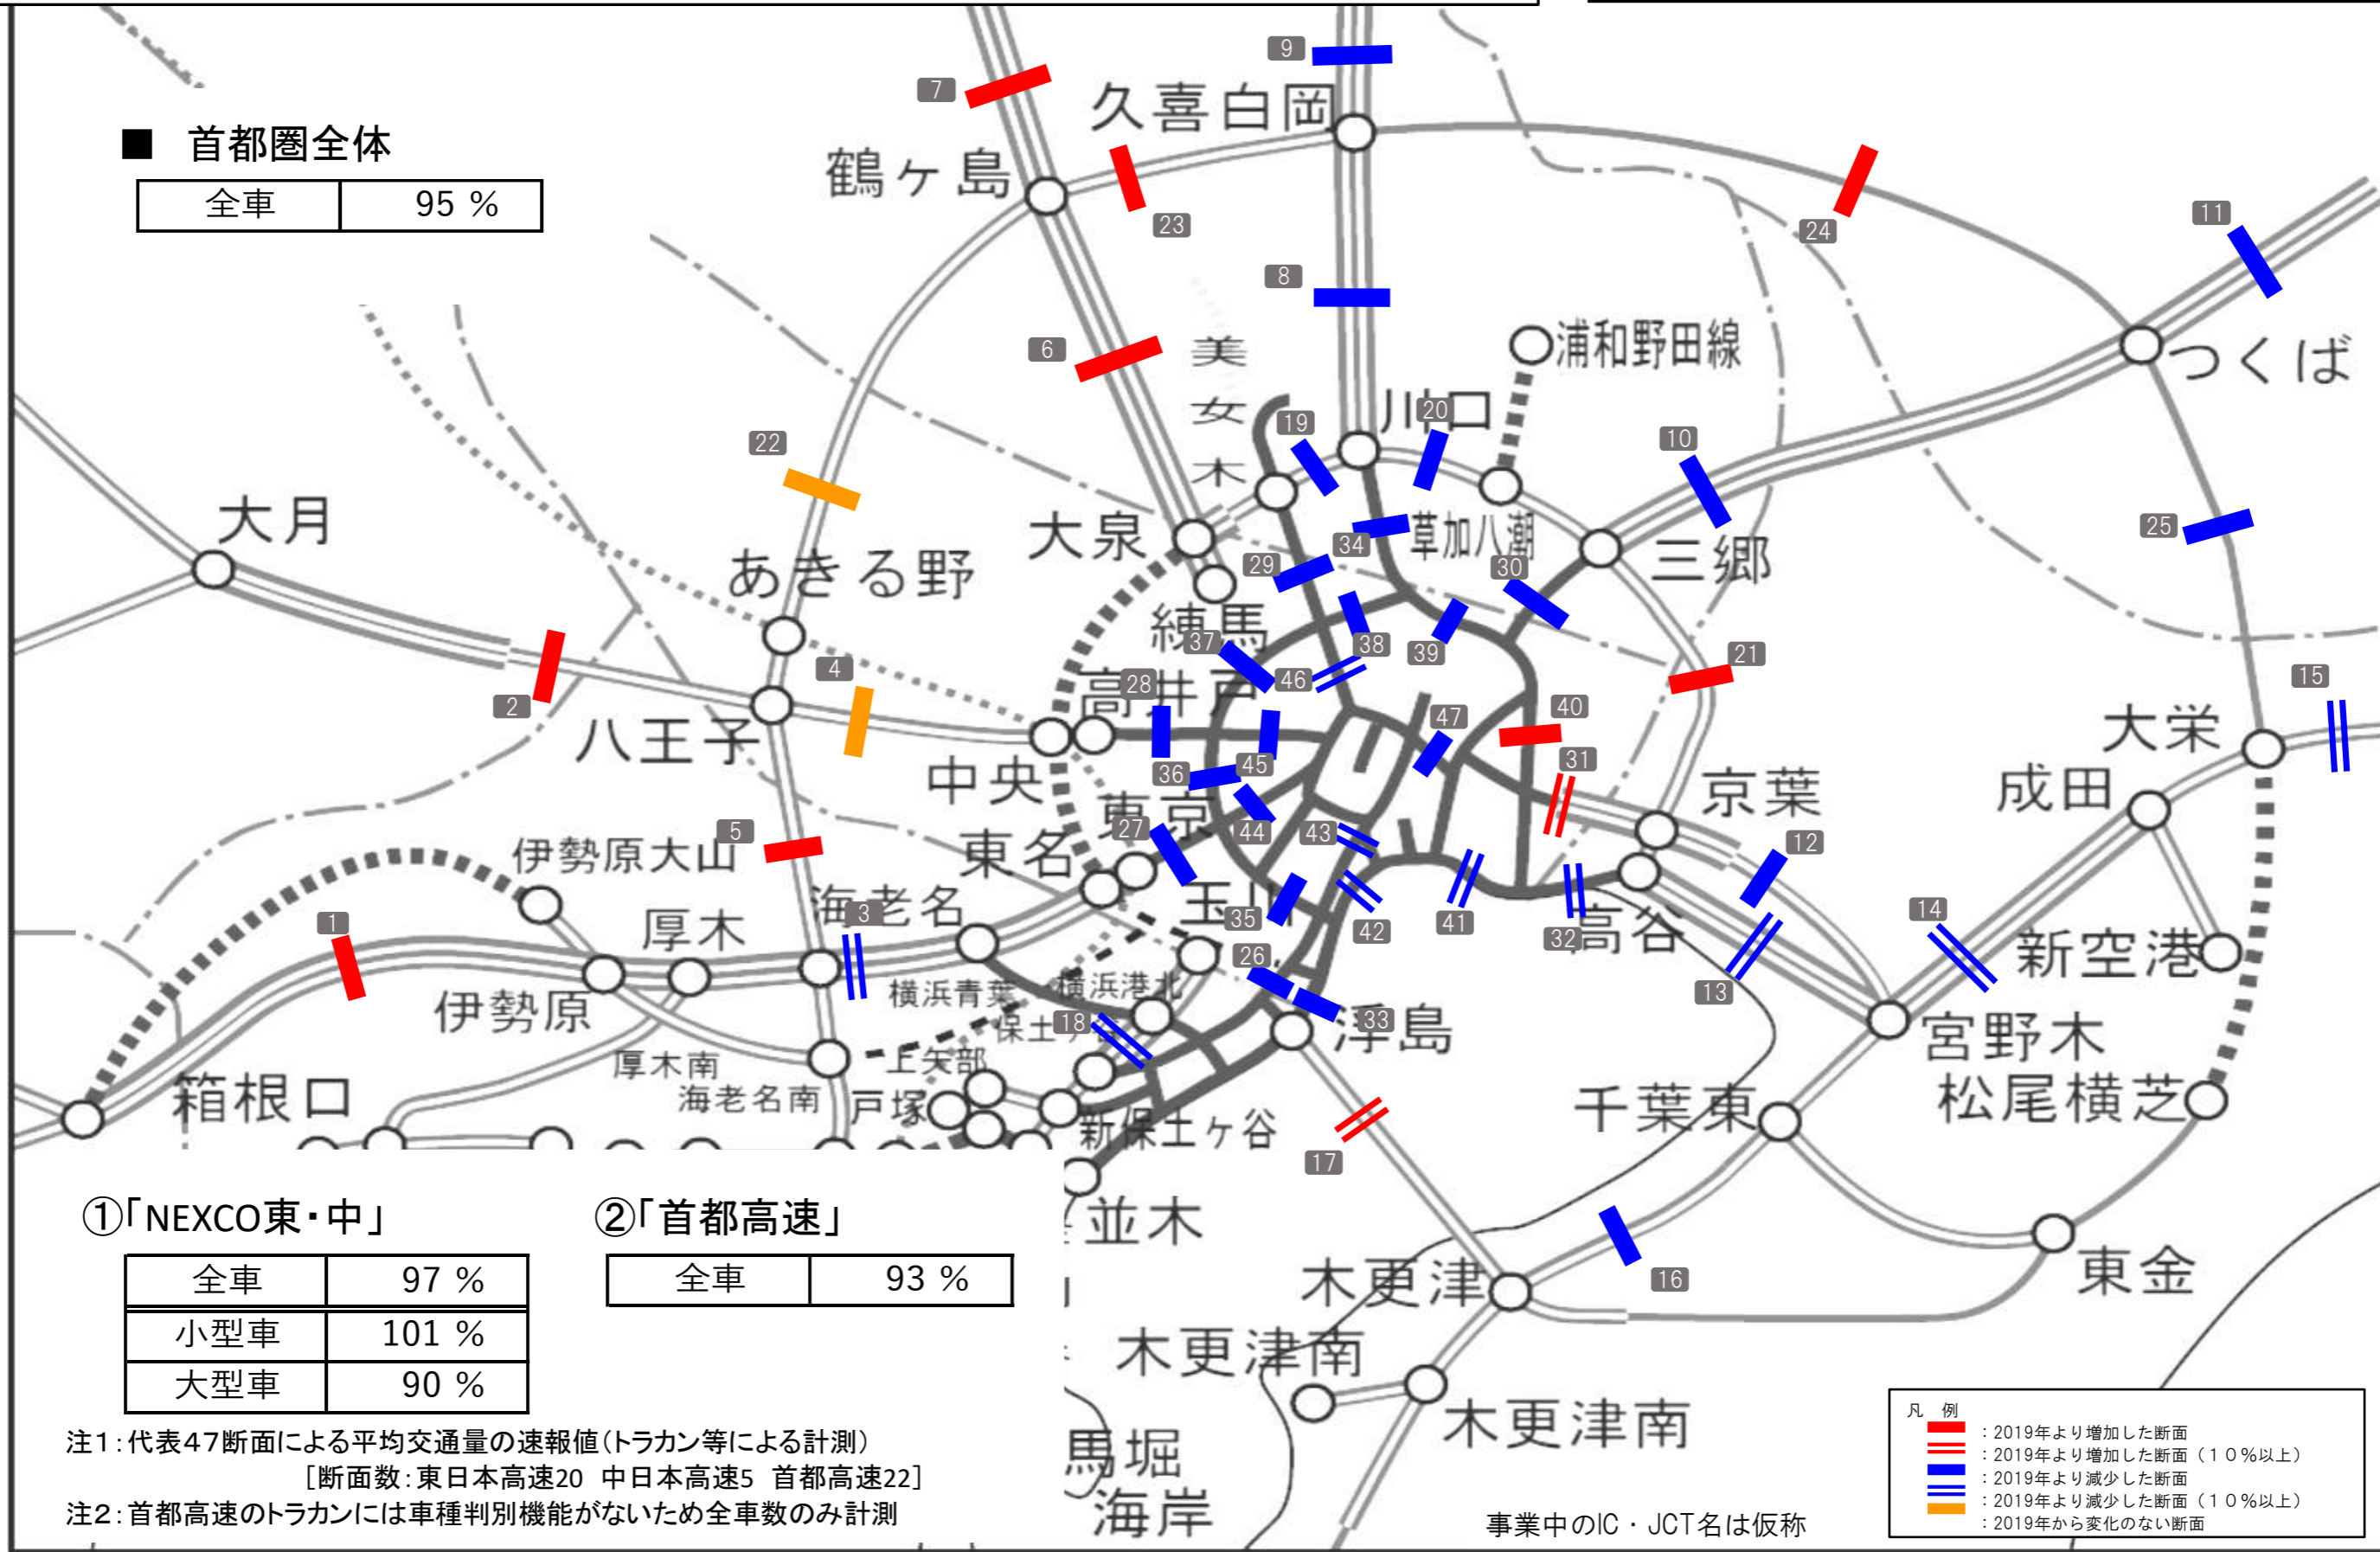 ■ 首都圏全体
全車 95 %
7
9
久喜白岡
鶴ヶ島
23
24
11
8
6
美女木
浦和野田線
つくば
川口
19
20
10
22
25
大月
大泉
34
草加八潮
三郷
あきる野
29
30
練馬
37
38
39
21
2
4
28
高井戸
46
47
40
15
八王子
中央
36
45
31
大栄
成田
京葉
5
伊勢原大山
東名
東京
27
44
43
12
1
厚木
海老名
3
玉川
35
42
41
32
高谷
14
新空港
伊勢原
横浜青葉
横浜港北
26
13
保土ヶ谷
18
33
浮島
宮野木
厚木南
上矢部
箱根口
海老名南
戸塚
新保土ヶ谷
17
千葉東
松尾横芝
並木
16
木更津
東金
木更津南
木更津南
馬堀海岸
①「NEXCO東・中」
全車 97 %
小型車 101 %
大型車 90 %
②「首都高速」
全車 93 %
注1：代表47断面による平均交通量の速報値（トラカン等による計測）
［断面数：東日本高速20 中日本高速5 首都高速22］
注2：首都高速のトラカンには車種判別機能がないため全車数のみ計測
事業中のIC・JCT名は仮称
凡 例
：2019年より増加した断面
：2019年より増加した断面（１０％以上）
：2019年より減少した断面
：2019年より減少した断面（１０％以上）
：2019年から変化のない断面